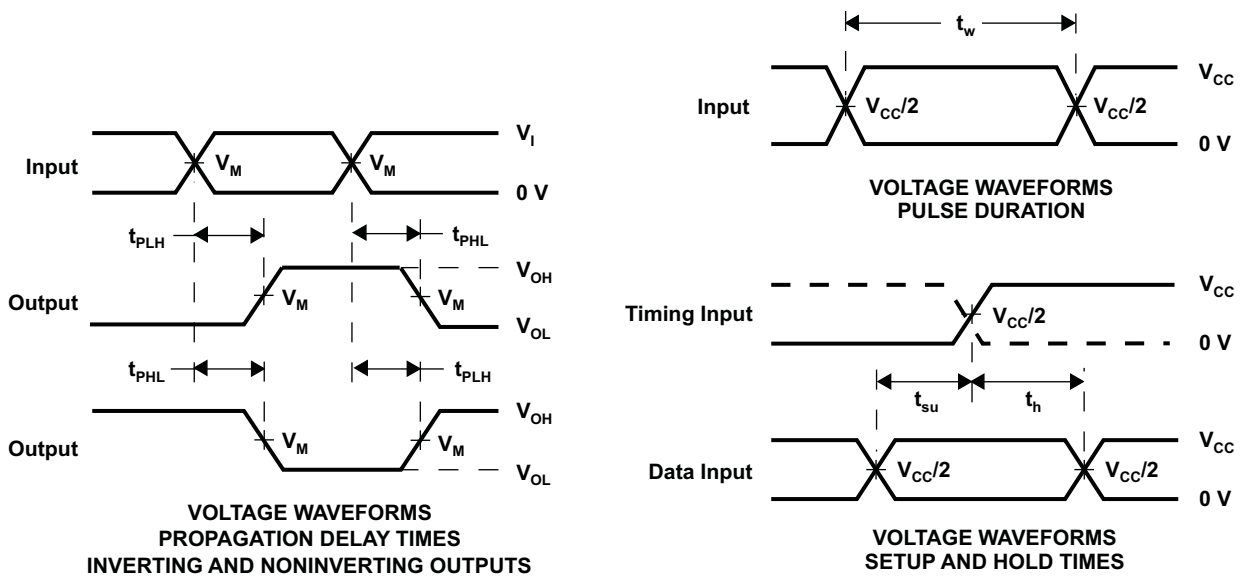 Input
V_I
V_M
V_M
0 V
t_PLH
t_PHL
Output
V_OH
V_M
V_M
V_OL
t_PHL
t_PLH
Output
V_OH
V_M
V_M
V_OL
VOLTAGE WAVEFORMS
PROPAGATION DELAY TIMES
INVERTING AND NONINVERTING OUTPUTS
t_w
Input
V_CC
V_CC/2
V_CC/2
0 V
VOLTAGE WAVEFORMS
PULSE DURATION
Timing Input
V_CC
V_CC/2
0 V
t_su
t_h
Data Input
V_CC
V_CC/2
V_CC/2
0 V
VOLTAGE WAVEFORMS
SETUP AND HOLD TIMES